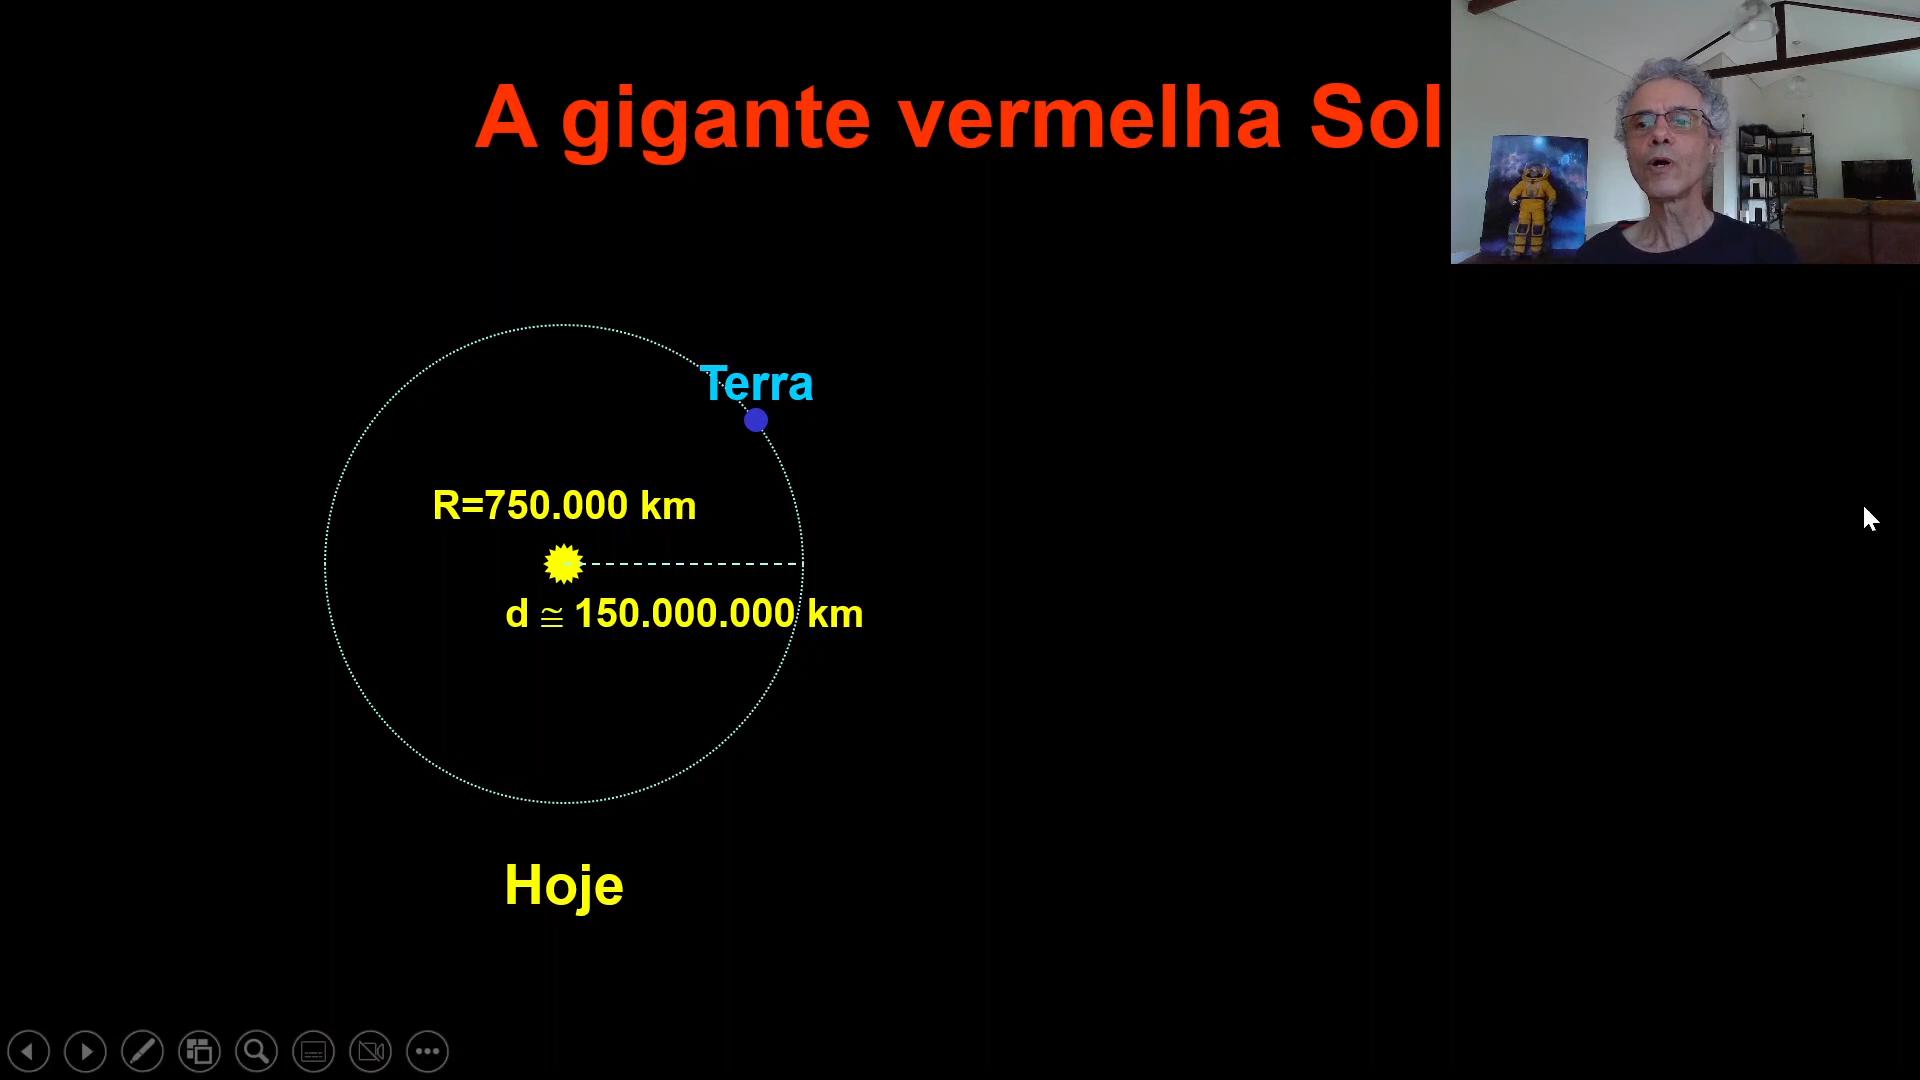 A gigante vermelha Sol
Terra
R=750.000 km
d ≅ 150.000.000 km
Hoje